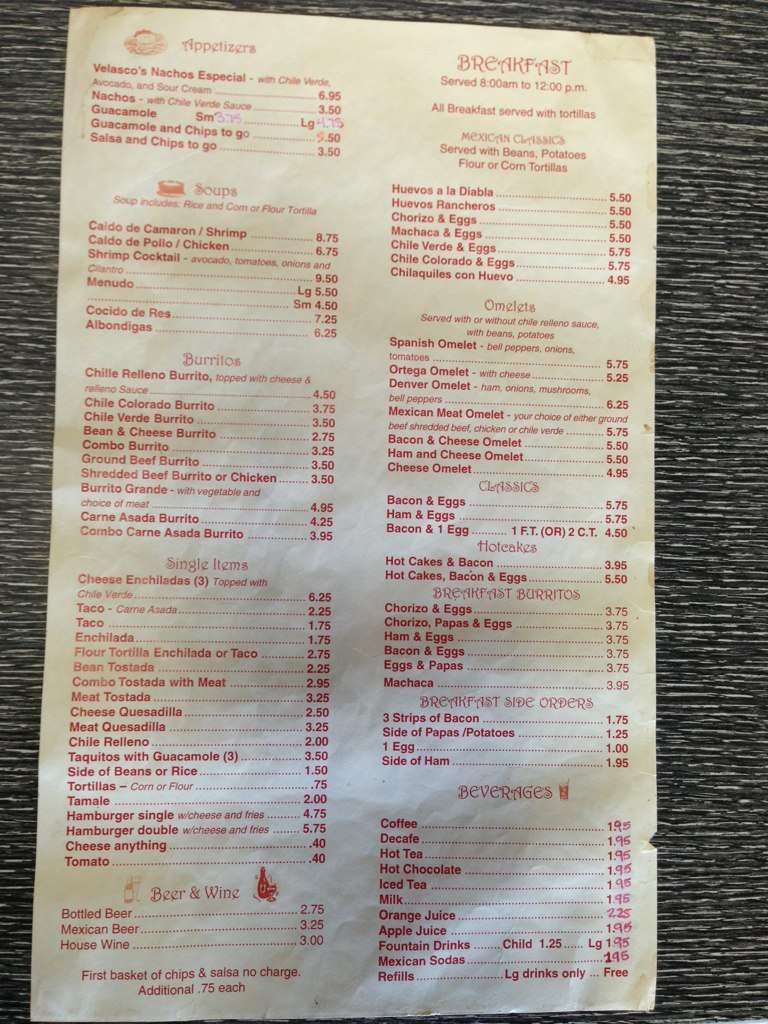 Appetizers
Velasco's Nachos Especial - with Chile Verde,
Avocado, and Sour Cream 6.95
Nachos - with Chile Verde Sauce 3.50
Guacamole Sm 3.75 Lg 4.75
Guacamole and Chips to go 5.50
Salsa and Chips to go 3.50
Soups
Soup includes: Rice and Corn or Flour Tortilla
Caldo de Camaron / Shrimp 8.75
Caldo de Pollo / Chicken 6.75
Shrimp Cocktail - avocado, tomatoes, onions and
Cilantro 9.50
Menudo Lg 5.50
Sm 4.50
Cocido de Res 7.25
Albondigas 6.25
Burritos
Chille Relleno Burrito, topped with cheese &
relleno Sauce 4.50
Chile Colorado Burrito 3.75
Chile Verde Burrito 3.50
Bean & Cheese Burrito 2.75
Combo Burrito 3.25
Ground Beef Burrito 3.50
Shredded Beef Burrito or Chicken 3.50
Burrito Grande - with vegetable and
choice of meat 4.95
Carne Asada Burrito 4.25
Combo Carne Asada Burrito 3.95
Single Items
Cheese Enchiladas (3) Topped with
Chile Verde 6.25
Taco - Carne Asada 2.25
Taco 1.75
Enchilada 1.75
Flour Tortilla Enchilada or Taco 2.75
Bean Tostada 2.25
Combo Tostada with Meat 2.95
Meat Tostada 3.25
Cheese Quesadilla 2.50
Meat Quesadilla 3.25
Chile Relleno 2.00
Taquitos with Guacamole (3) 3.50
Side of Beans or Rice 1.50
Tortillas – Corn or Flour .75
Tamale 2.00
Hamburger single w/cheese and fries 4.75
Hamburger double w/cheese and fries 5.75
Cheese anything .40
Tomato .40
Beer & Wine
Bottled Beer 2.75
Mexican Beer 3.25
House Wine 3.00
First basket of chips & salsa no charge.
Additional .75 each
BREAKFAST
Served 8:00am to 12:00 p.m.
All Breakfast served with tortillas
MEXICAN CLASSICS
Served with Beans, Potatoes
Flour or Corn Tortillas
Huevos a la Diabla 5.50
Huevos Rancheros 5.50
Chorizo & Eggs 5.50
Machaca & Eggs 5.50
Chile Verde & Eggs 5.75
Chile Colorado & Eggs 5.75
Chilaquiles con Huevo 4.95
Omelets
Served with or without chile relleno sauce,
with beans, potatoes
Spanish Omelet - bell peppers, onions,
tomatoes 5.75
Ortega Omelet - with cheese 5.25
Denver Omelet - ham, onions, mushrooms,
bell peppers 6.25
Mexican Meat Omelet - your choice of either ground
beef shredded beef, chicken or chile verde 5.75
Bacon & Cheese Omelet 5.50
Ham and Cheese Omelet 5.50
Cheese Omelet 4.95
CLASSICS
Bacon & Eggs 5.75
Ham & Eggs 5.75
Bacon & 1 Egg 1 F.T. (OR) 2 C.T. 4.50
Hotcakes
Hot Cakes & Bacon 3.95
Hot Cakes, Bacon & Eggs 5.50
BREAKFAST BURRITOS
Chorizo & Eggs 3.75
Chorizo, Papas & Eggs 3.75
Ham & Eggs 3.75
Bacon & Eggs 3.75
Eggs & Papas 3.75
Machaca 3.95
BREAKFAST SIDE ORDERS
3 Strips of Bacon 1.75
Side of Papas /Potatoes 1.25
1 Egg 1.00
Side of Ham 1.95
BEVERAGES
Coffee 1.95
Decafe 1.95
Hot Tea 1.95
Hot Chocolate 1.95
Iced Tea 1.95
Milk 1.95
Orange Juice 2.25
Apple Juice 1.95
Fountain Drinks Child 1.25 Lg 1.95
Mexican Sodas 1.95
Refills Lg drinks only ... Free